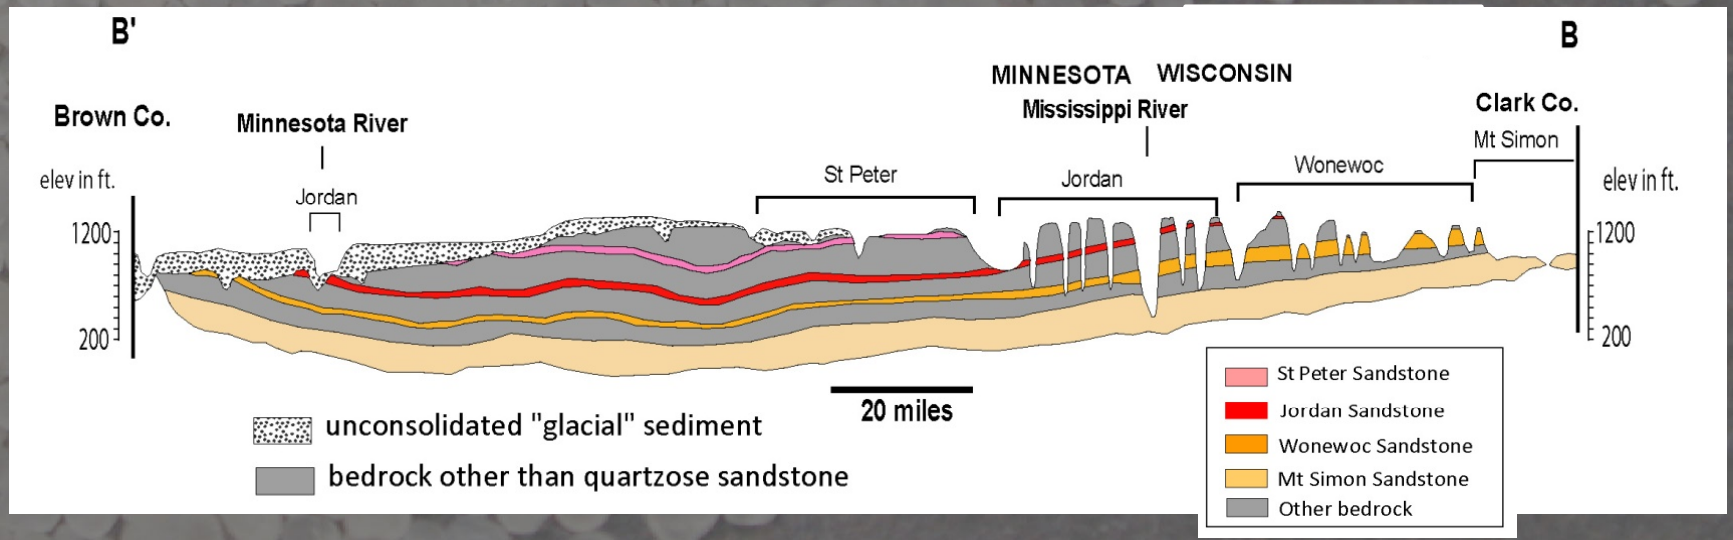 B'
B
MINNESOTA WISCONSIN
Mississippi River
Brown Co.
Minnesota River
Clark Co.
Mt Simon
elev in ft.
Jordan
St Peter
Jordan
Wonewoc
elev in ft.
1200
200
1200
200
20 miles
unconsolidated "glacial" sediment
bedrock other than quartzose sandstone
St Peter Sandstone
Jordan Sandstone
Wonewoc Sandstone
Mt Simon Sandstone
Other bedrock